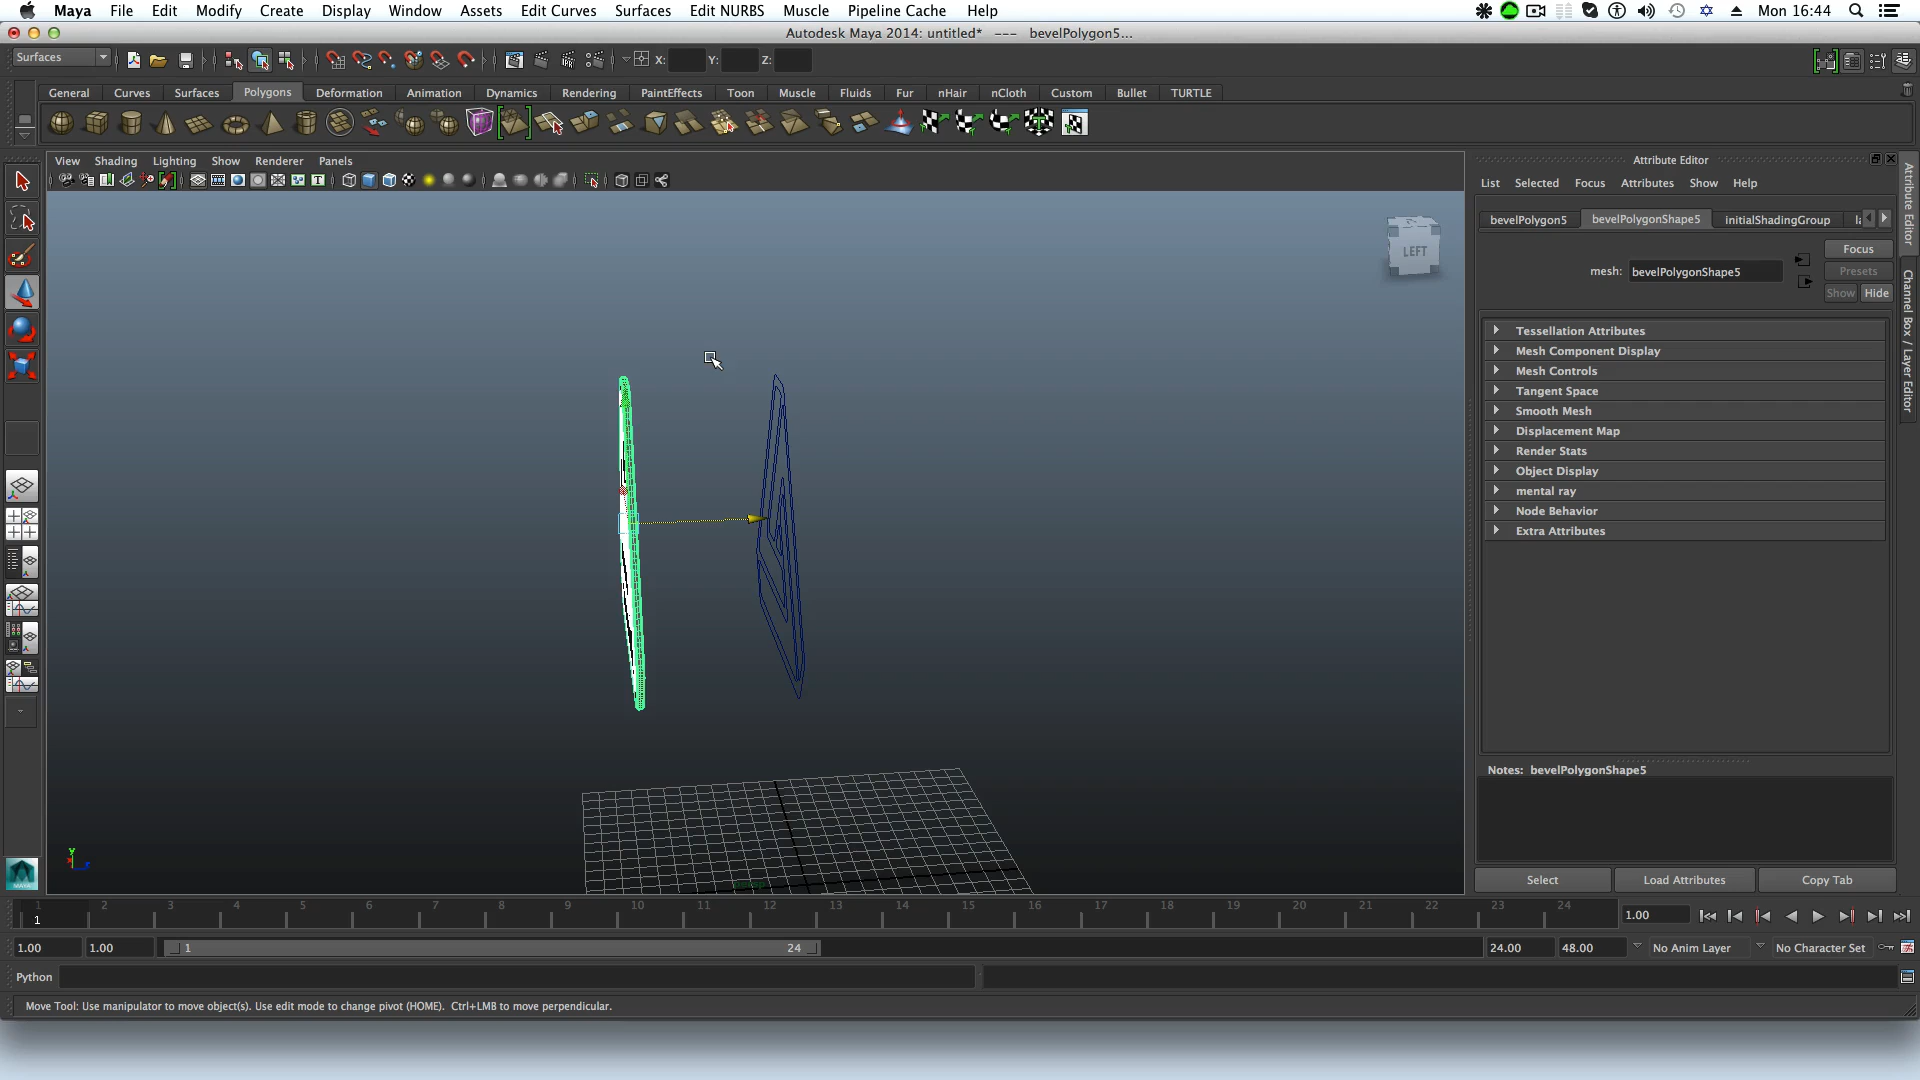 Maya File Edit Modify Create Display Window Assets Edit Curves Surfaces Edit NURBS Muscle Pipeline Cache Help Mon 16:44
Autodesk Maya 2014: untitled* --- bevelPolygon5...
Surfaces X: Y: Z:
General Curves Surfaces Polygons Deformation Animation Dynamics Rendering PaintEffects Toon Muscle Fluids Fur nHair nCloth Custom Bullet TURTLE
View Shading Lighting Show Renderer Panels
LEFT
Attribute Editor
List Selected Focus Attributes Show Help
bevelPolygon5 bevelPolygonShape5 initialShadingGroup
Focus
mesh: bevelPolygonShape5 Presets
Show Hide
Tessellation Attributes
Mesh Component Display
Mesh Controls
Tangent Space
Smooth Mesh
Displacement Map
Render Stats
Object Display
mental ray
Node Behavior
Extra Attributes
Notes: bevelPolygonShape5
Select Load Attributes Copy Tab
Attribute Editor
Channel Box / Layer Editor
MAYA
1 2 3 4 5 6 7 8 9 10 11 12 13 14 15 16 17 18 19 20 21 22 23 24
1 1.00
1.00 1.00 1 24 24.00 48.00 No Anim Layer No Character Set
Python
Move Tool: Use manipulator to move object(s). Use edit mode to change pivot (HOME). Ctrl+LMB to move perpendicular.